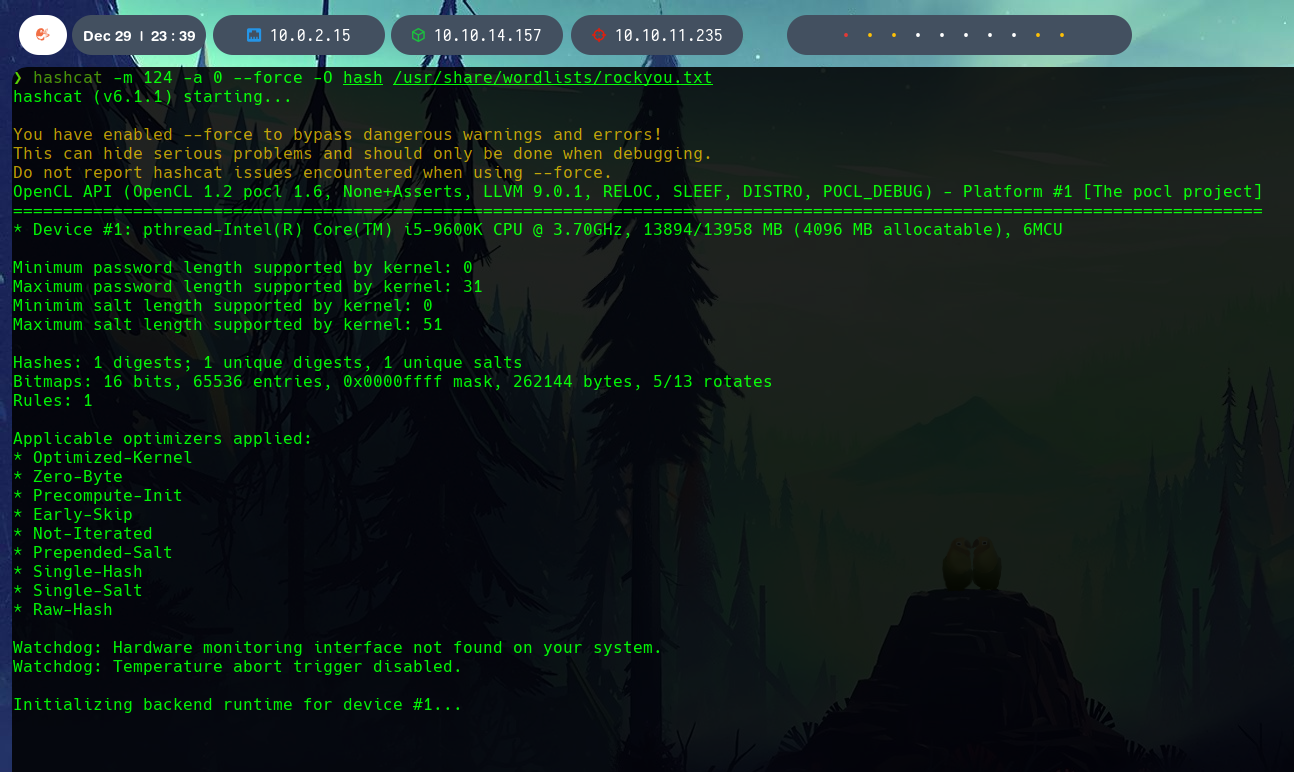 Dec 29 | 23 : 39 10.0.2.15 10.10.14.157 10.10.11.235
❯ hashcat -m 124 -a 0 --force -O hash /usr/share/wordlists/rockyou.txt
hashcat (v6.1.1) starting...
You have enabled --force to bypass dangerous warnings and errors!
This can hide serious problems and should only be done when debugging.
Do not report hashcat issues encountered when using --force.
OpenCL API (OpenCL 1.2 pocl 1.6, None+Asserts, LLVM 9.0.1, RELOC, SLEEF, DISTRO, POCL_DEBUG) - Platform #1 [The pocl project]
=============================================================================================================================
* Device #1: pthread-Intel(R) Core(TM) i5-9600K CPU @ 3.70GHz, 13894/13958 MB (4096 MB allocatable), 6MCU
Minimum password length supported by kernel: 0
Maximum password length supported by kernel: 31
Minimim salt length supported by kernel: 0
Maximum salt length supported by kernel: 51
Hashes: 1 digests; 1 unique digests, 1 unique salts
Bitmaps: 16 bits, 65536 entries, 0x0000ffff mask, 262144 bytes, 5/13 rotates
Rules: 1
Applicable optimizers applied:
* Optimized-Kernel
* Zero-Byte
* Precompute-Init
* Early-Skip
* Not-Iterated
* Prepended-Salt
* Single-Hash
* Single-Salt
* Raw-Hash
Watchdog: Hardware monitoring interface not found on your system.
Watchdog: Temperature abort trigger disabled.
Initializing backend runtime for device #1...